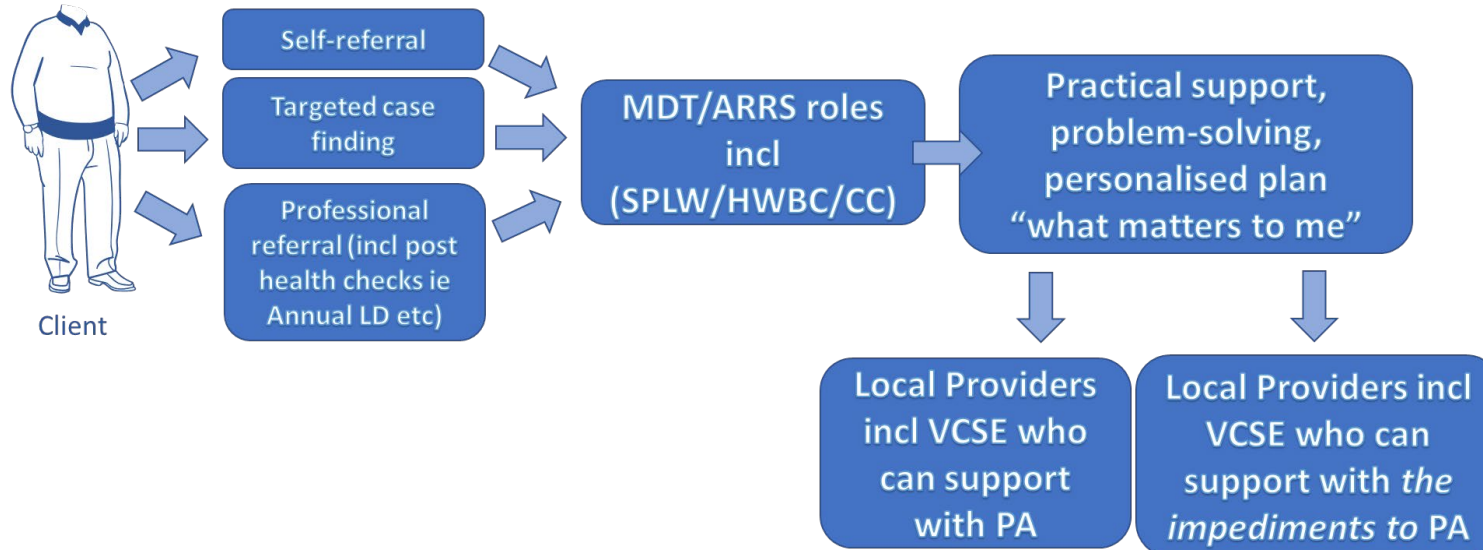 Client
Self-referral
Targeted case
finding
Professional
referral (incl post
health checks ie
Annual LD etc)
MDT/ARRS roles
incl
(SPLW/HWBC/CC)
Practical support,
problem-solving,
personalised plan
“what matters to me”
Local Providers
incl VCSE who
can support
with PA
Local Providers incl
VCSE who can
support with the
impediments to PA